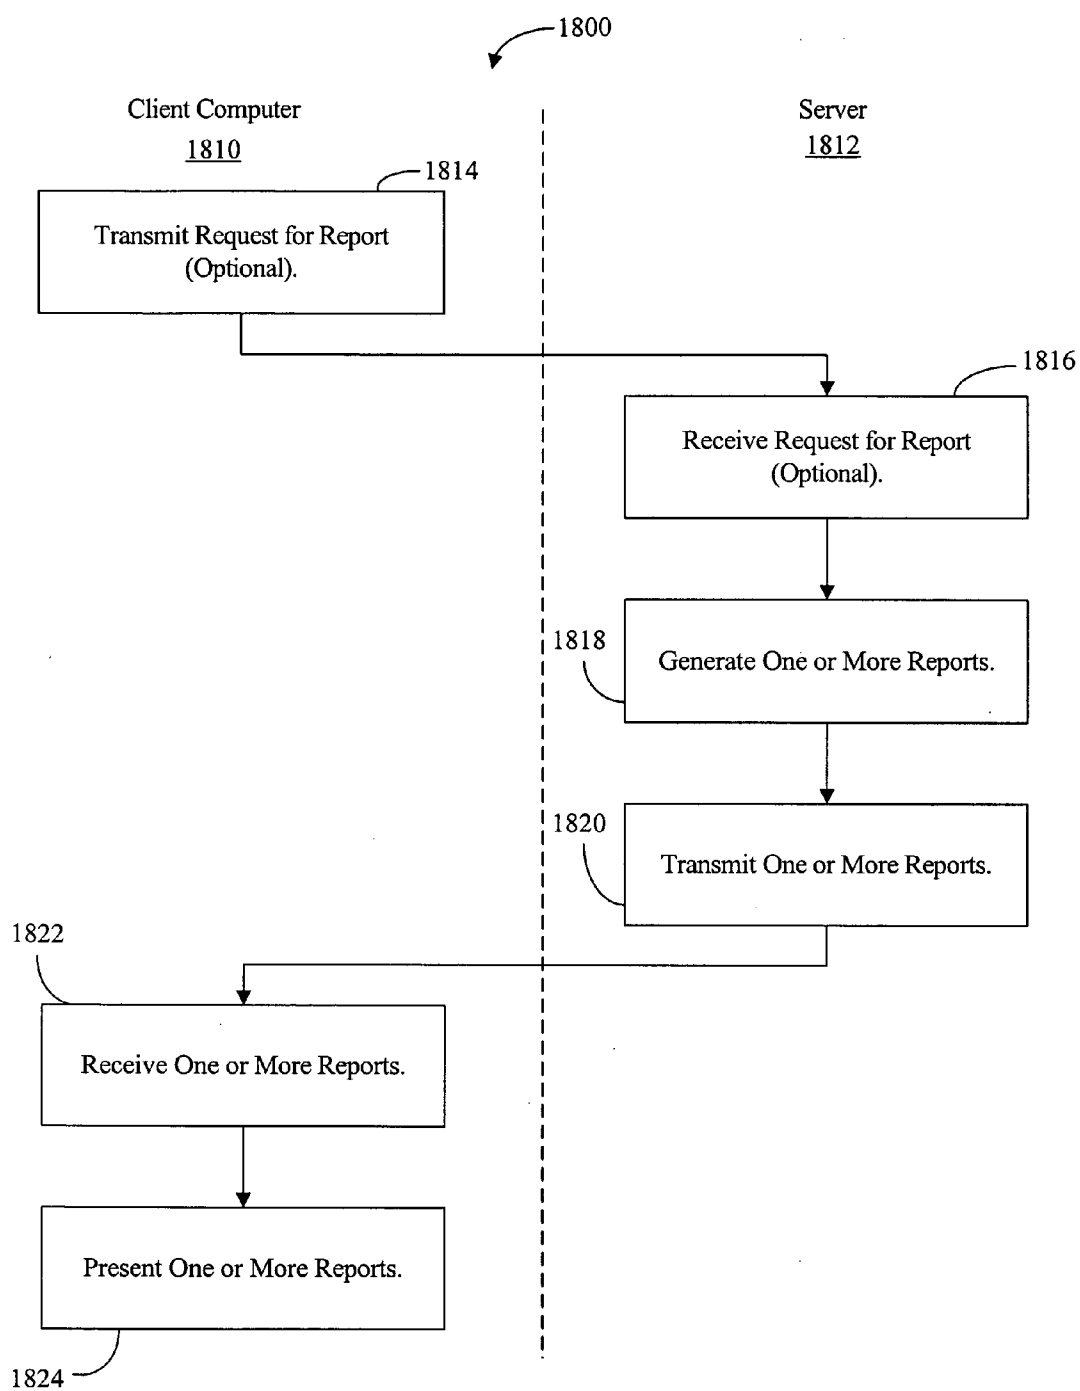 1800
Client Computer
1810
Server
1812
1814
Transmit Request for Report
(Optional).
1816
Receive Request for Report
(Optional).
1818
Generate One or More Reports.
1820
Transmit One or More Reports.
1822
Receive One or More Reports.
Present One or More Reports.
1824